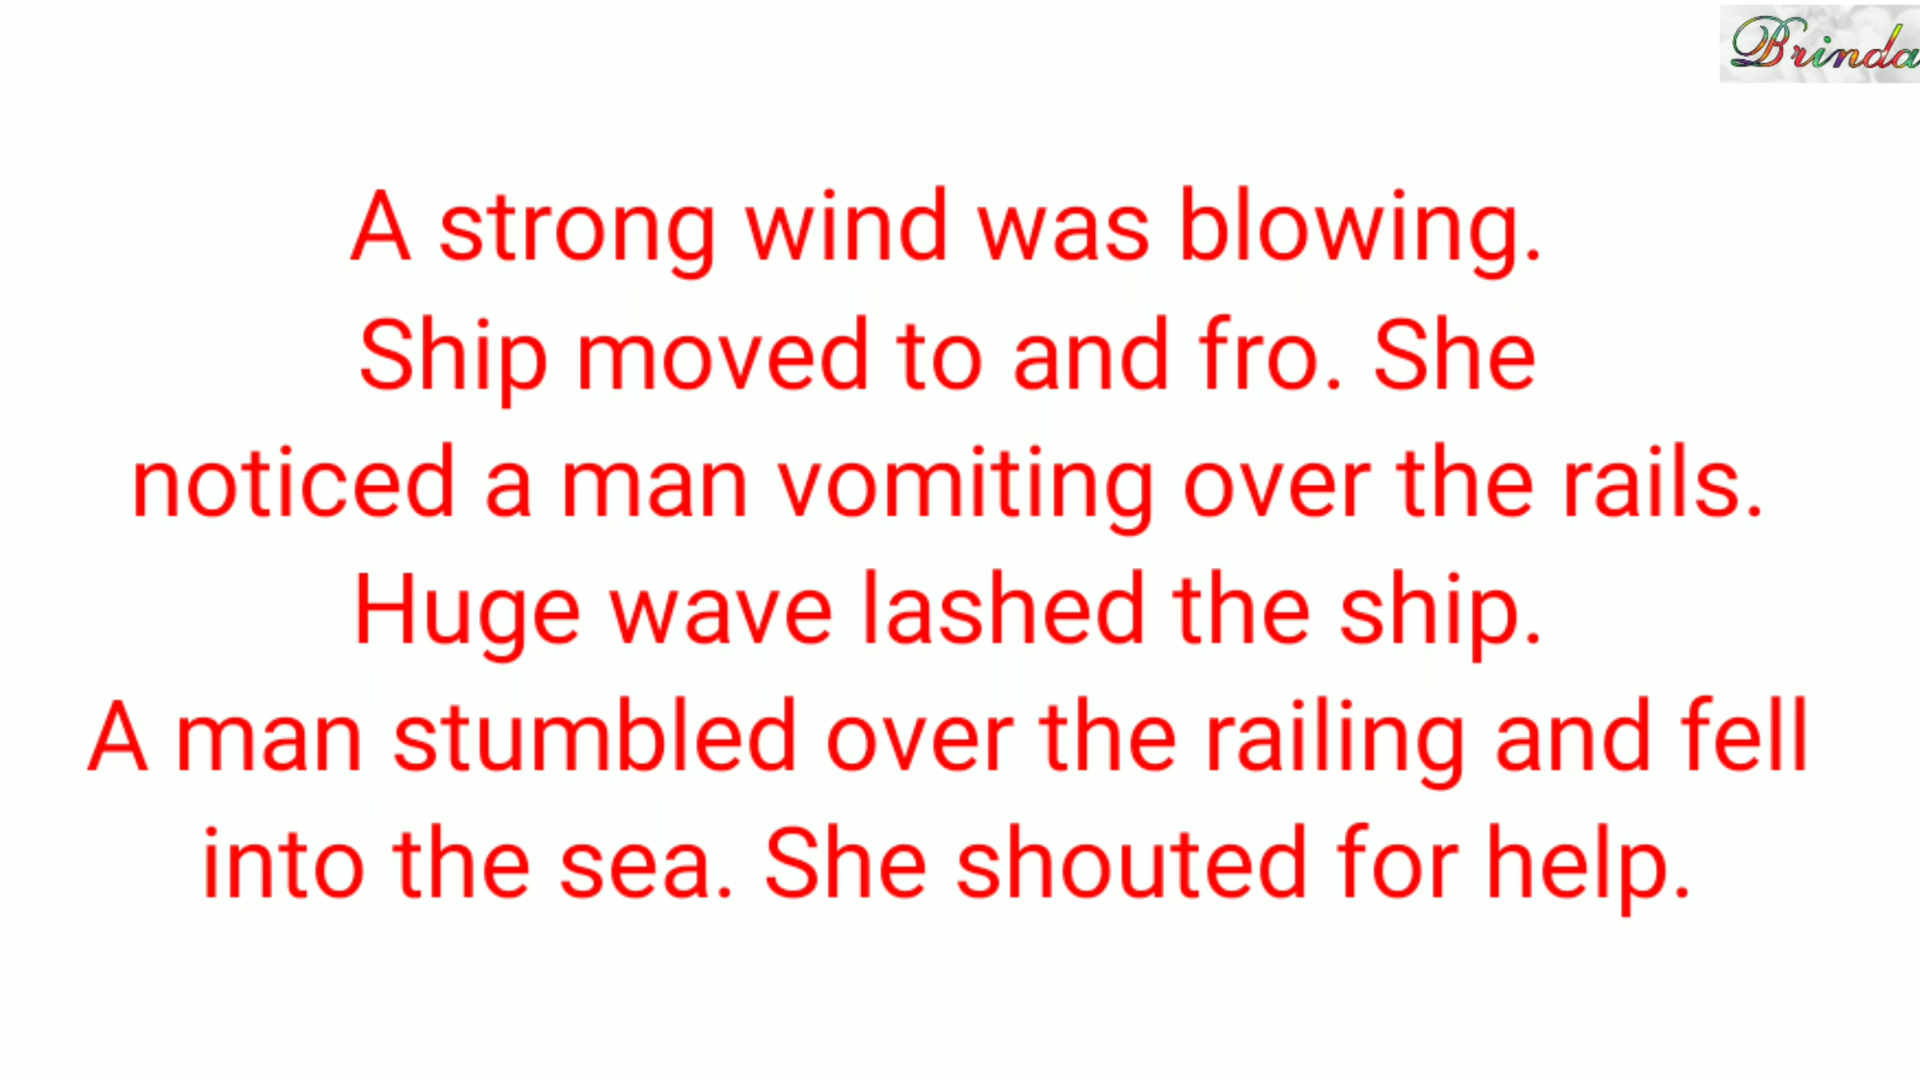 Brinda
A strong wind was blowing.
Ship moved to and fro. She
noticed a man vomiting over the rails.
Huge wave lashed the ship.
A man stumbled over the railing and fell
into the sea. She shouted for help.